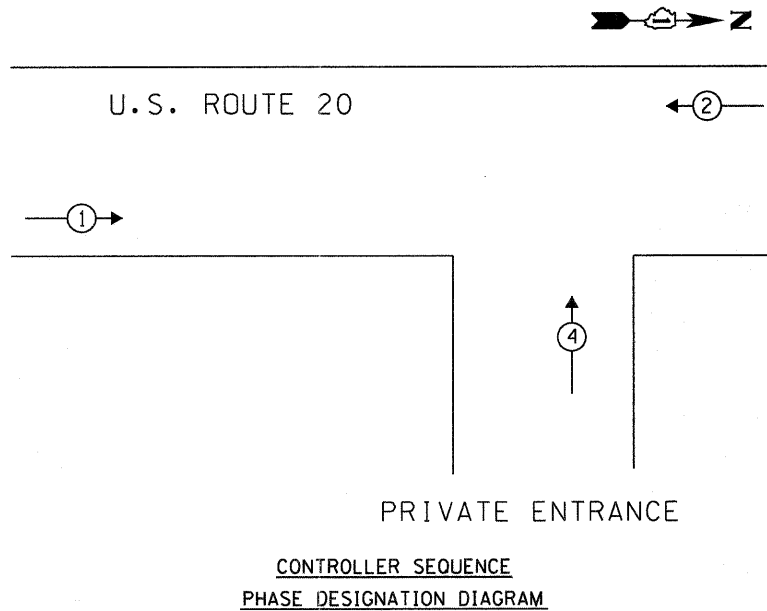 N
U.S. ROUTE 20
2
1
4
PRIVATE ENTRANCE
CONTROLLER SEQUENCE
PHASE DESIGNATION DIAGRAM